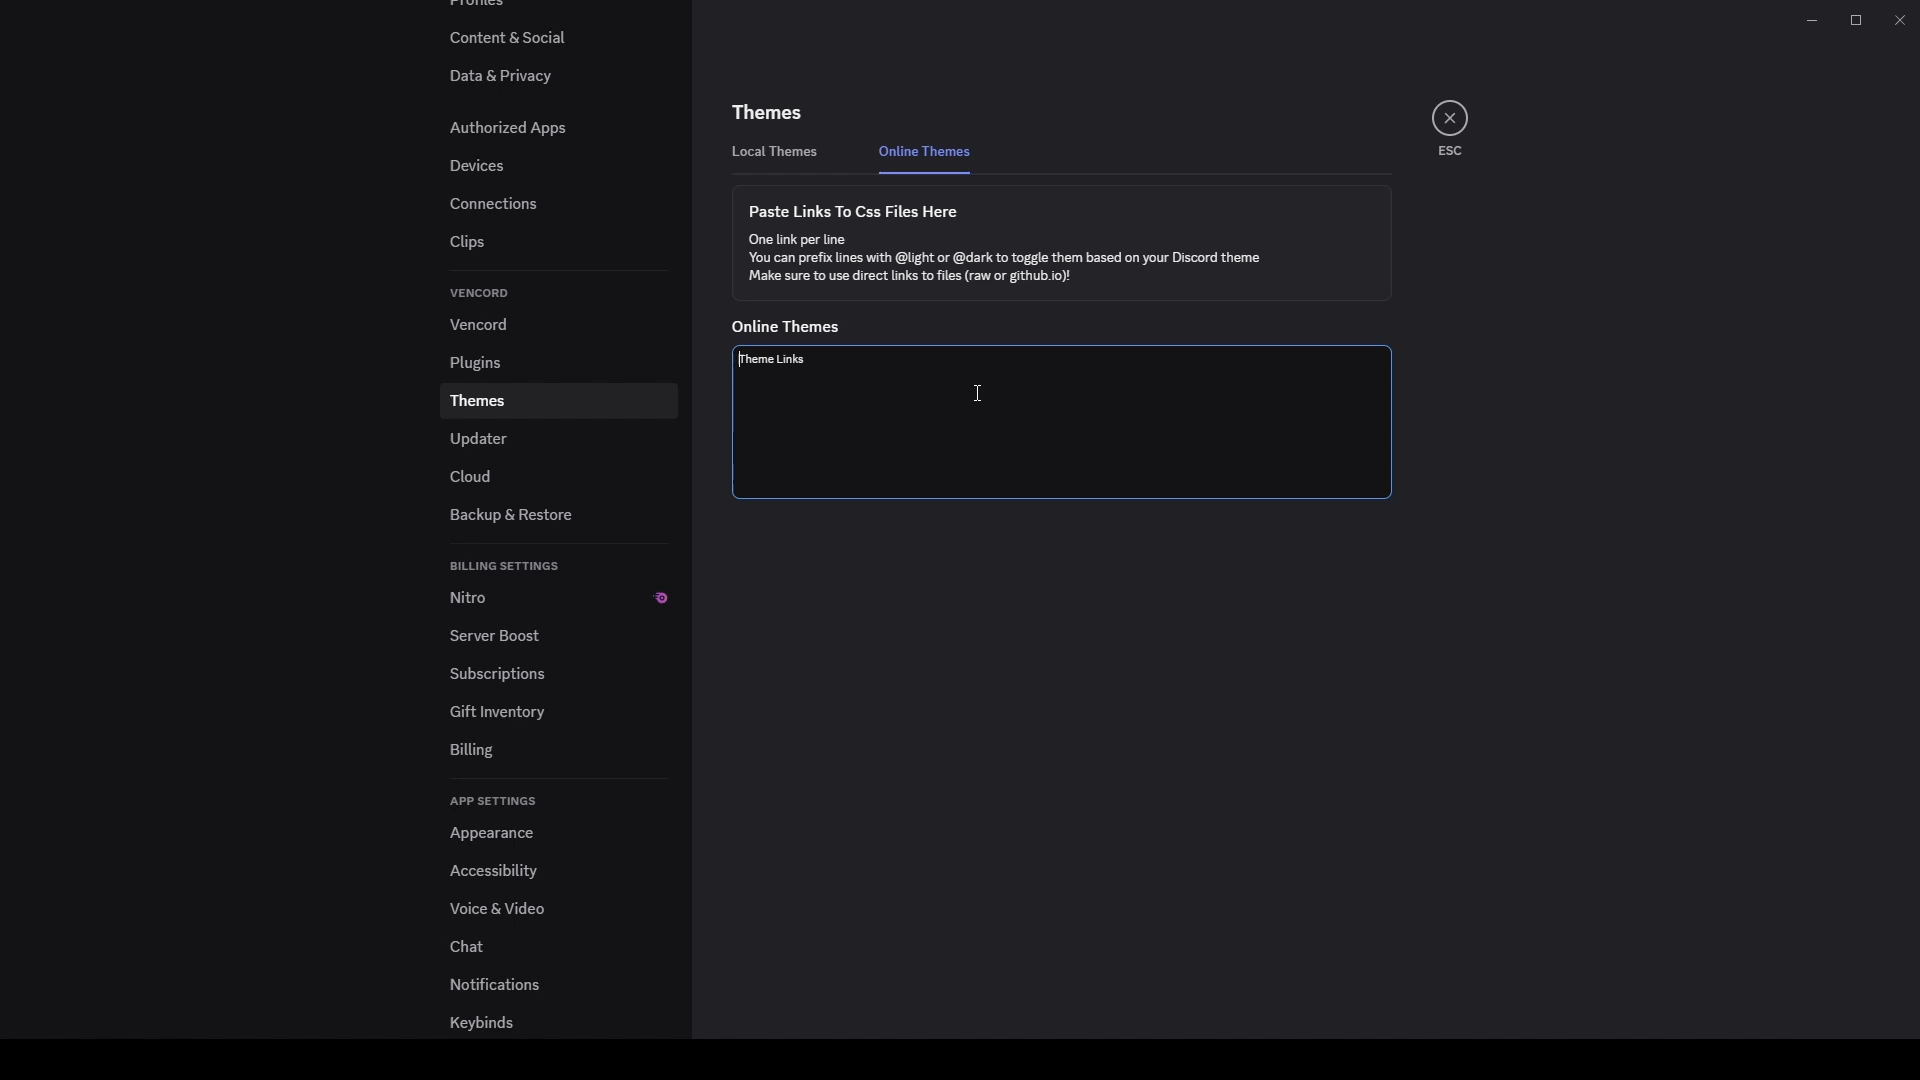 Profiles
Content & Social
Data & Privacy
Authorized Apps
Devices
Connections
Clips
VENCORD
Vencord
Plugins
Themes
Updater
Cloud
Backup & Restore
BILLING SETTINGS
Nitro
Server Boost
Subscriptions
Gift Inventory
Billing
APP SETTINGS
Appearance
Accessibility
Voice & Video
Chat
Notifications
Keybinds
Themes
ESC
Local Themes
Online Themes
Paste Links To Css Files Here
One link per line
You can prefix lines with @light or @dark to toggle them based on your Discord theme
Make sure to use direct links to files (raw or github.io)!
Online Themes
Theme Links